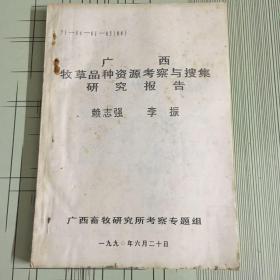 广 西
牧草品种资源考察与搜集
研 究 报 告
赖志强 李 振
广西畜牧研究所考察专题组
一九九〇年六月二十日